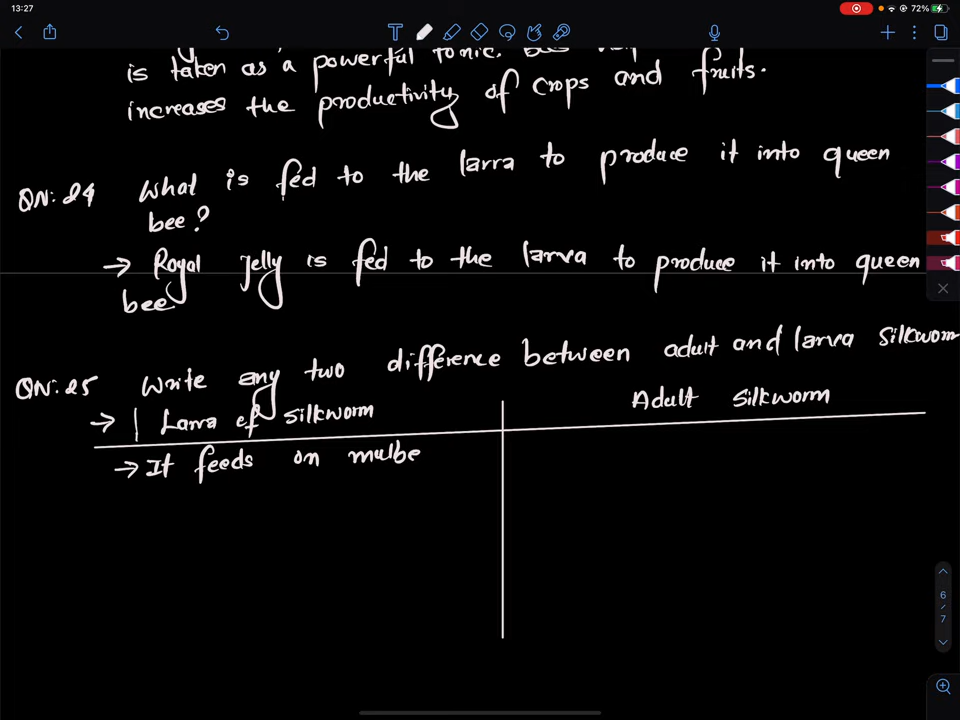 13:27
72%
is taken as a powerful tonic.
increases the productivity of crops and fruits.
QN: 24 What is fed to the larva to produce it into queen
bee?
→ Royal Jelly is fed to the larva to produce it into queen
bee
QN: 25 Write any two difference between adult and larva silkworm
→ | Larva of silkworm
Adult silkworm
→ It feeds on mulbe
6
/
7